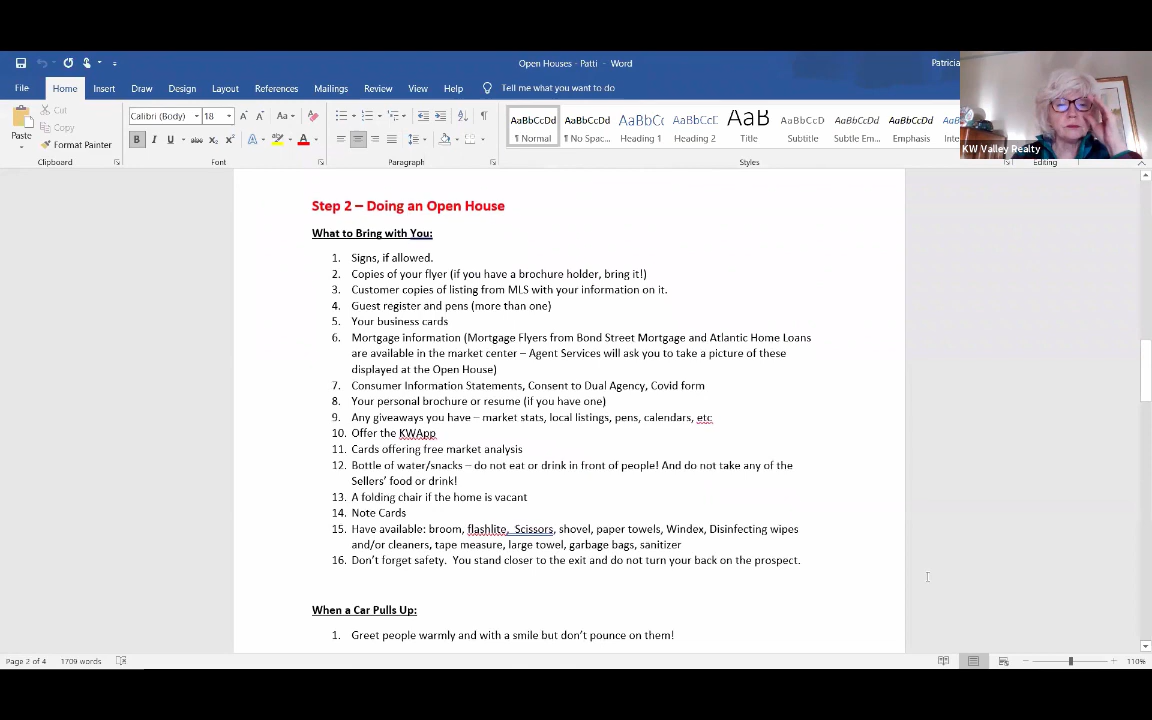 Open Houses - Patti - Word
Patricia
File Home Insert Draw Design Layout References Mailings Review View Help Tell me what you want to do
Paste
Cut
Copy
Format Painter
Calibri (Body) 18
AaBbCcDd AaBbCcDd AaBbCc AaBbCcC AaB AaBbCcD AaBbCcDd AaBbCcDd
¶ Normal ¶ No Spac... Heading 1 Heading 2 Title Subtitle Subtle Em... Emphasis
KW Valley Realty
Clipboard Font Paragraph Styles Editing
Step 2 – Doing an Open House
What to Bring with You:
1. Signs, if allowed.
2. Copies of your flyer (if you have a brochure holder, bring it!)
3. Customer copies of listing from MLS with your information on it.
4. Guest register and pens (more than one)
5. Your business cards
6. Mortgage information (Mortgage Flyers from Bond Street Mortgage and Atlantic Home Loans
are available in the market center – Agent Services will ask you to take a picture of these
displayed at the Open House)
7. Consumer Information Statements, Consent to Dual Agency, Covid form
8. Your personal brochure or resume (if you have one)
9. Any giveaways you have – market stats, local listings, pens, calendars, etc
10. Offer the KWApp
11. Cards offering free market analysis
12. Bottle of water/snacks – do not eat or drink in front of people! And do not take any of the
Sellers' food or drink!
13. A folding chair if the home is vacant
14. Note Cards
15. Have available: broom, flashlite, Scissors, shovel, paper towels, Windex, Disinfecting wipes
and/or cleaners, tape measure, large towel, garbage bags, sanitizer
16. Don't forget safety. You stand closer to the exit and do not turn your back on the prospect.
When a Car Pulls Up:
1. Greet people warmly and with a smile but don't pounce on them!
Page 2 of 4 1709 words 110%